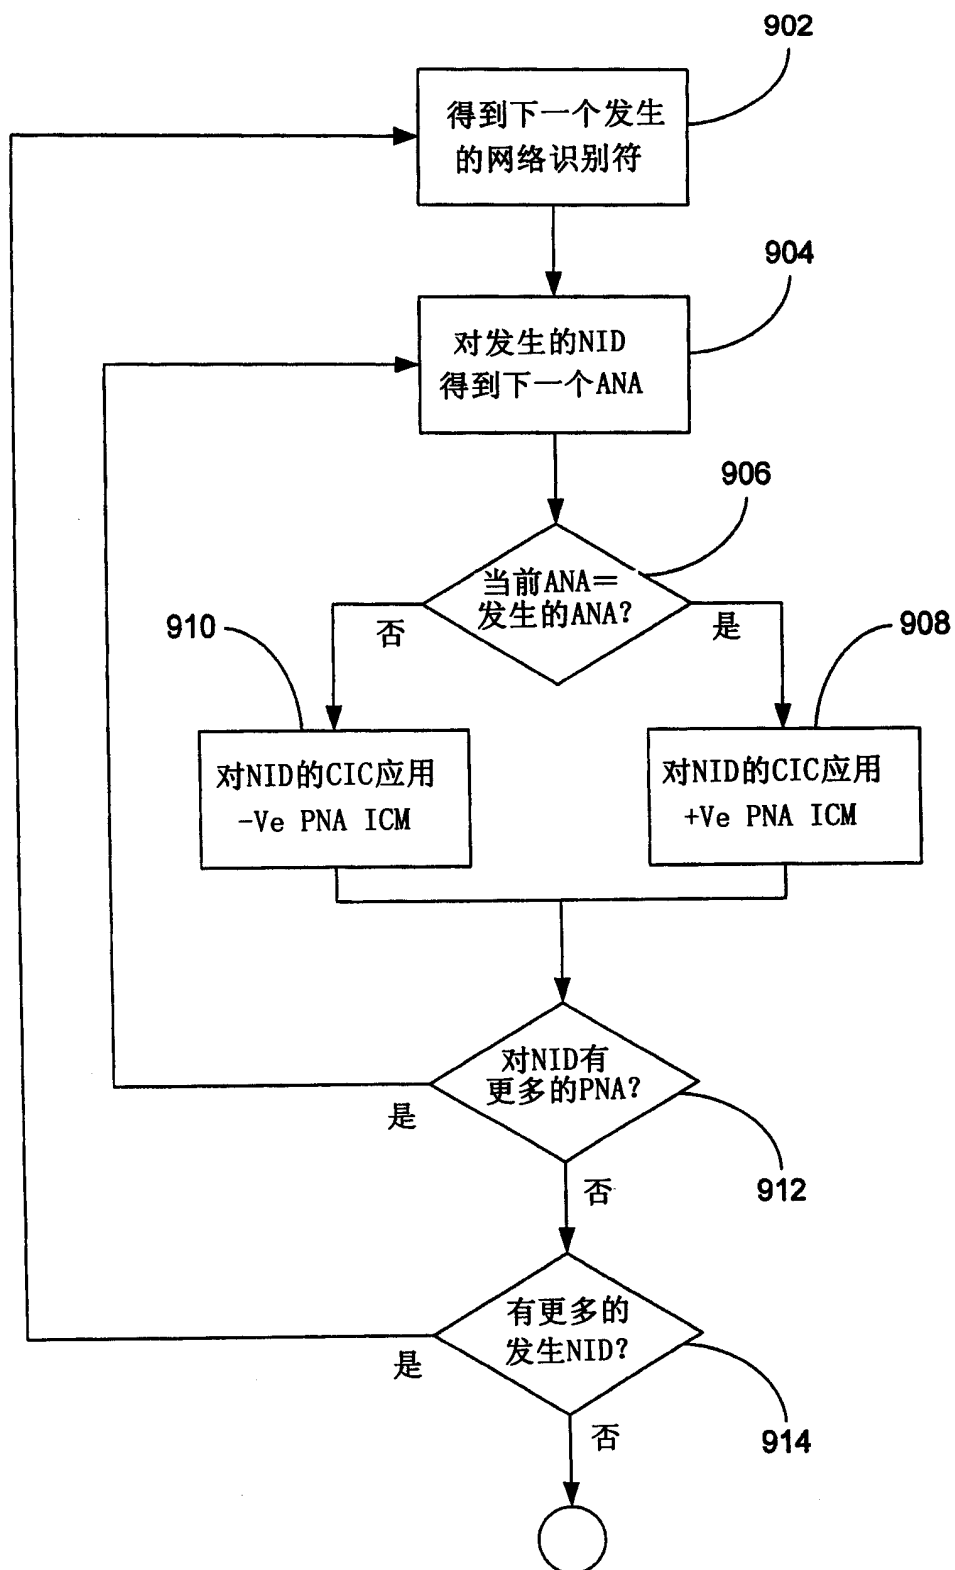 902
得到下一个发生
的网络识别符
904
对发生的NID
得到下一个ANA
906
当前ANA=
发生的ANA?
否
是
910
908
对NID的CIC应用
-Ve PNA ICM
对NID的CIC应用
+Ve PNA ICM
对NID有
更多的PNA?
是
912
否
有更多的
发生NID?
是
914
否